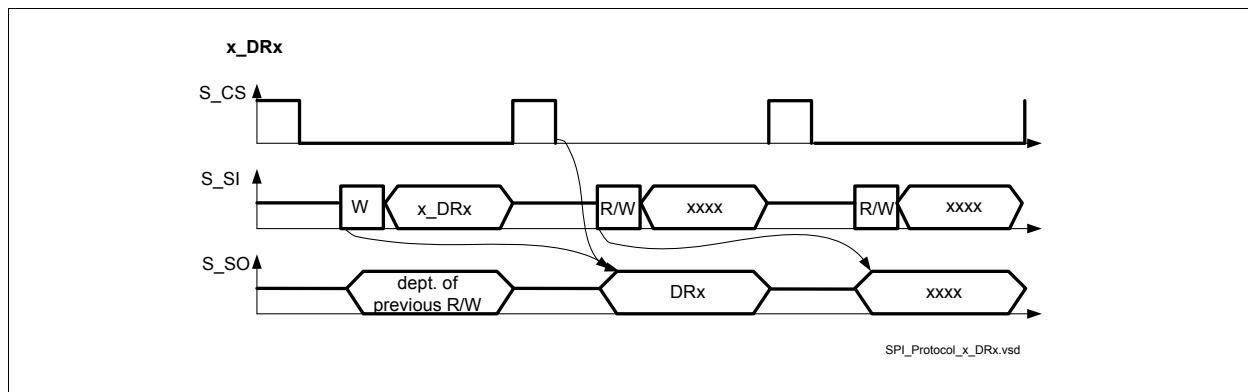 x_DRx
S_CS
S_SI
W
x_DRx
R/W
xxxx
R/W
xxxx
S_SO
dept. of
previous R/W
DRx
xxxx
SPI_Protocol_x_DRx.vsd